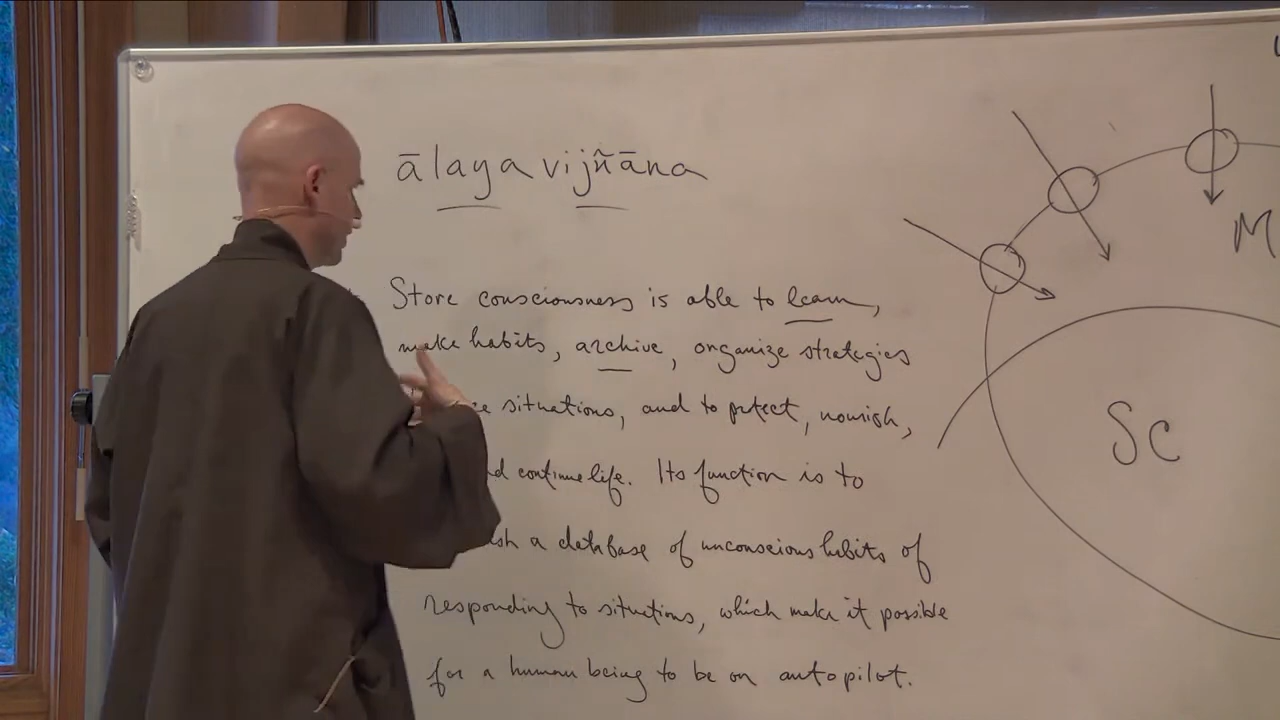 ālayavijñāna
Store consciousness is able to learn,
make habits, archive, organize strategies
situations, and to protect, nourish,
continue life. Its function is to
a database of unconscious habits of
responding to situations, which make it possible
for a human being to be on autopilot.
M
SC